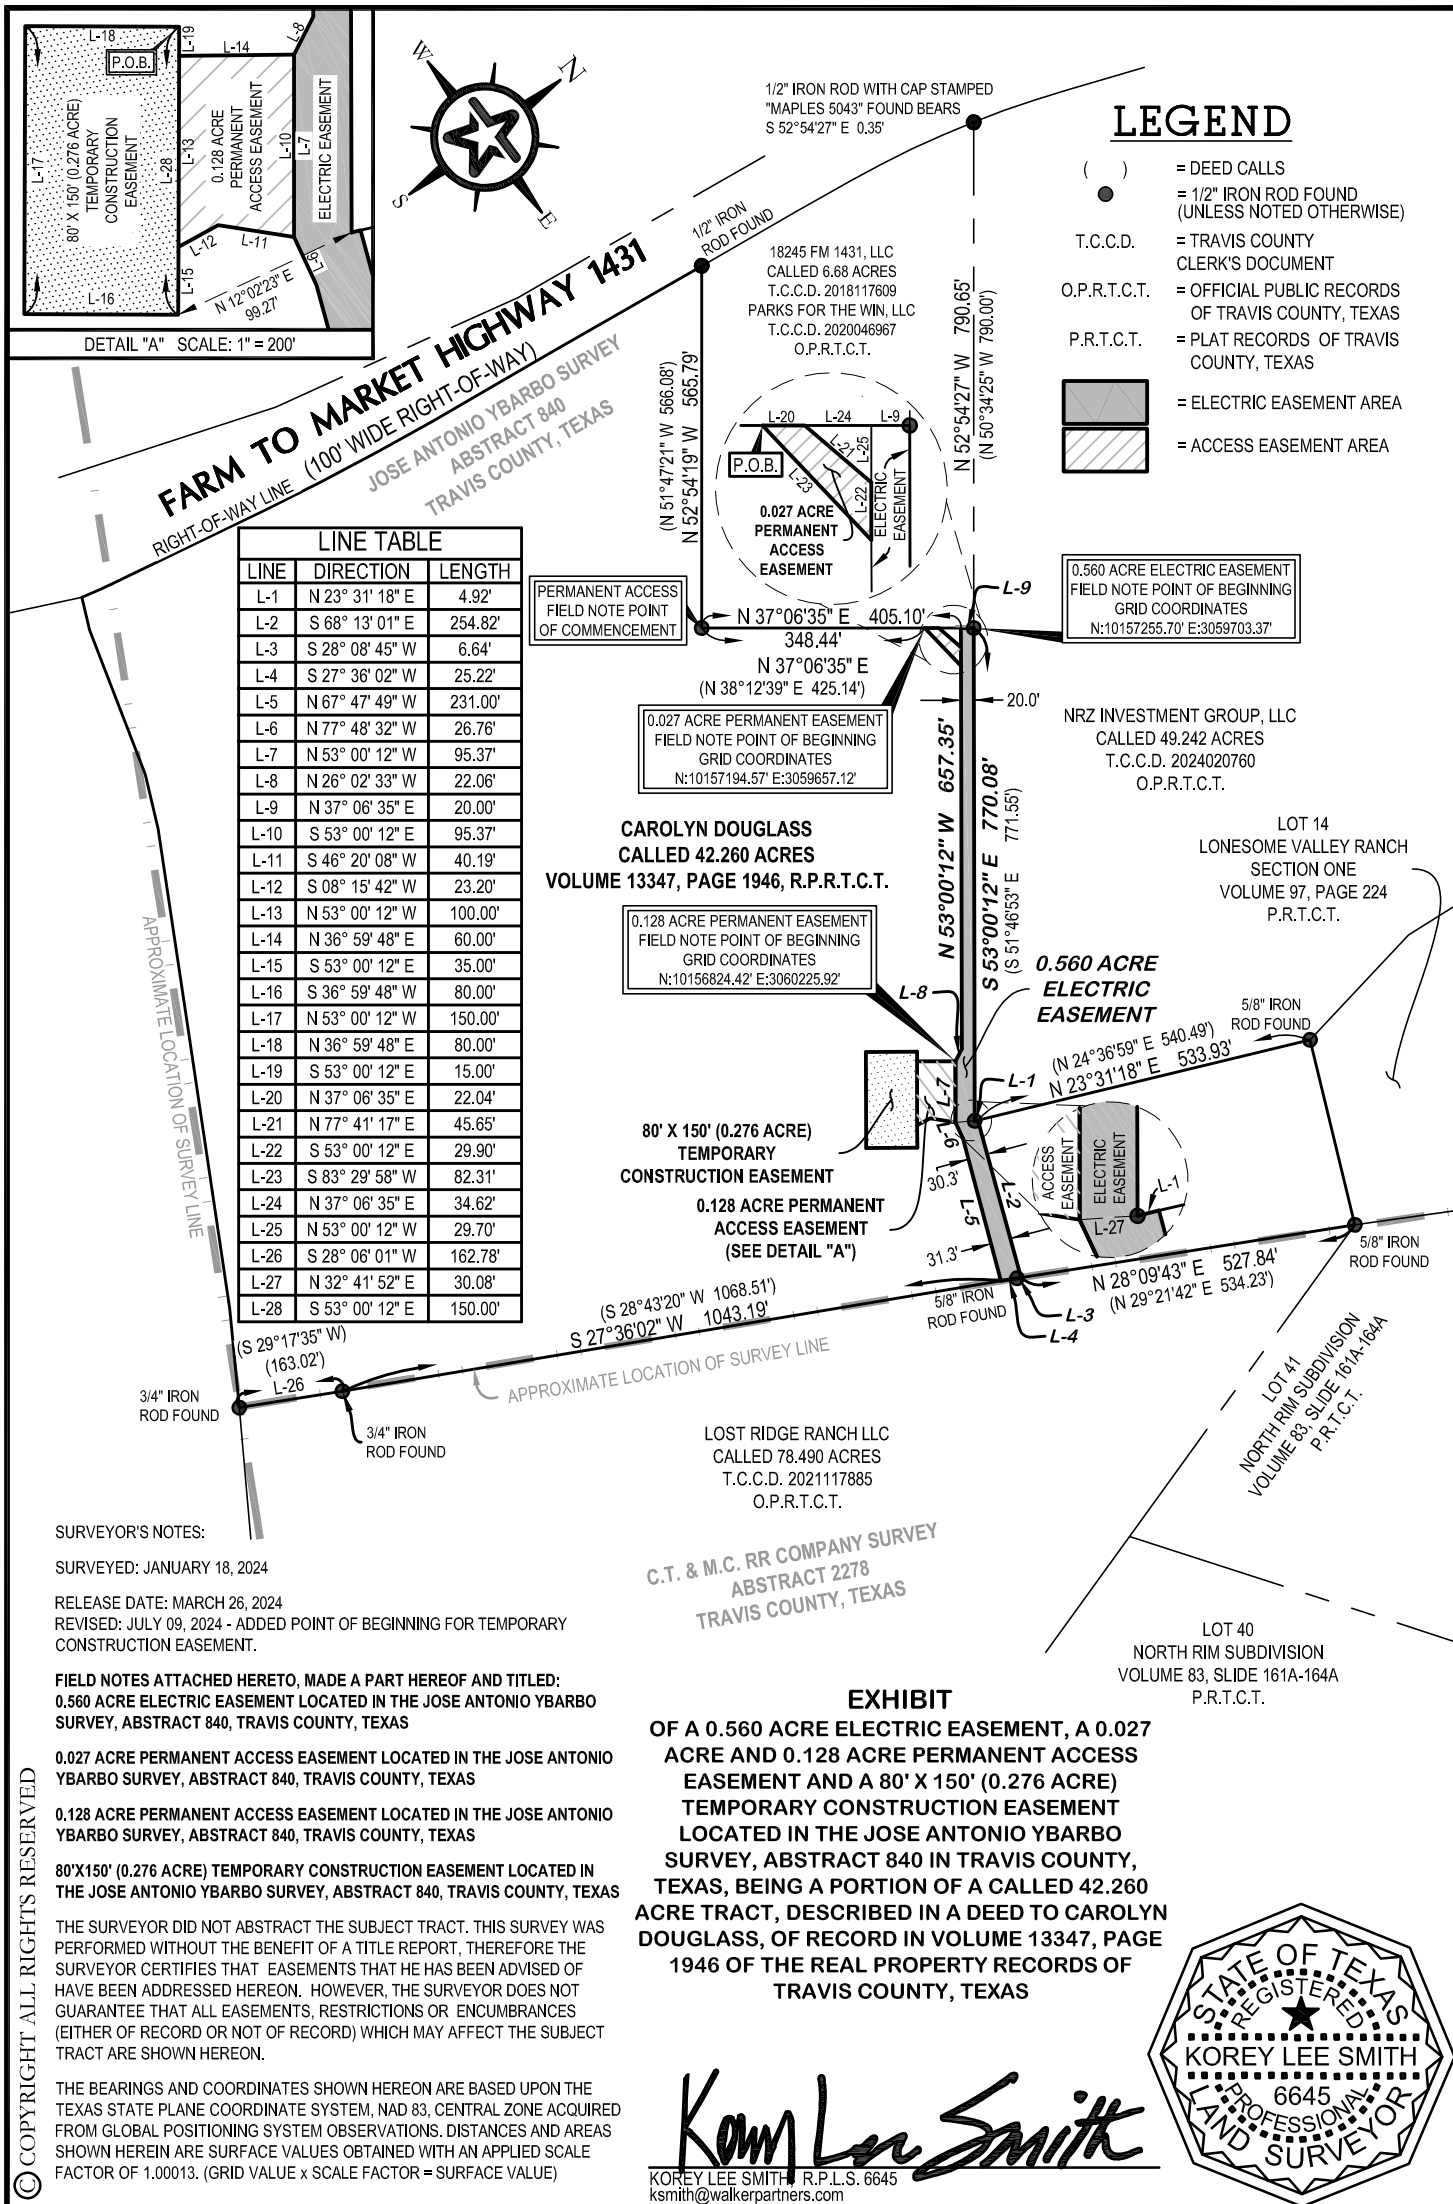 L-18
L-19
L-14
L-8
P.O.B.
80' X 150' (0.276 ACRE)
TEMPORARY
CONSTRUCTION
EASEMENT
L-17
L-28
L-13
0.128 ACRE
PERMANENT
ACCESS EASEMENT
L-10
L-7
ELECTRIC EASEMENT
L-12
L-11
L-6
L-15
L-16
N 12°02'23" E
99.27'
DETAIL "A" SCALE: 1" = 200'
W
N
S
E
1/2" IRON ROD WITH CAP STAMPED
"MAPLES 5043" FOUND BEARS
S 52°54'27" E 0.35'
LEGEND
( ) = DEED CALLS
= 1/2" IRON ROD FOUND
(UNLESS NOTED OTHERWISE)
T.C.C.D. = TRAVIS COUNTY
CLERK'S DOCUMENT
O.P.R.T.C.T. = OFFICIAL PUBLIC RECORDS
OF TRAVIS COUNTY, TEXAS
P.R.T.C.T. = PLAT RECORDS OF TRAVIS
COUNTY, TEXAS
= ELECTRIC EASEMENT AREA
= ACCESS EASEMENT AREA
FARM TO MARKET HIGHWAY 1431
(100' WIDE RIGHT-OF-WAY)
RIGHT-OF-WAY LINE
JOSE ANTONIO YBARBO SURVEY
ABSTRACT 840
TRAVIS COUNTY, TEXAS
1/2" IRON
ROD FOUND
18245 FM 1431, LLC
CALLED 6.68 ACRES
T.C.C.D. 2018117609
PARKS FOR THE WIN, LLC
T.C.C.D. 2020046967
O.P.R.T.C.T.
(N 51°47'21" W 566.08')
N 52°54'19" W 565.79'
N 52°54'27" W 790.65'
(N 50°34'25" W 790.00')
L-20
L-24
L-9
P.O.B.
L-21
L-25
L-23
L-22
ELECTRIC
EASEMENT
0.027 ACRE
PERMANENT
ACCESS
EASEMENT
LINE TABLE
LINE DIRECTION LENGTH
L-1 N 23° 31' 18" E 4.92'
L-2 S 68° 13' 01" E 254.82'
L-3 S 28° 08' 45" W 6.64'
L-4 S 27° 36' 02" W 25.22'
L-5 N 67° 47' 49" W 231.00'
L-6 N 77° 48' 32" W 26.76'
L-7 N 53° 00' 12" W 95.37'
L-8 N 26° 02' 33" W 22.06'
L-9 N 37° 06' 35" E 20.00'
L-10 S 53° 00' 12" E 95.37'
L-11 S 46° 20' 08" W 40.19'
L-12 S 08° 15' 42" W 23.20'
L-13 N 53° 00' 12" W 100.00'
L-14 N 36° 59' 48" E 60.00'
L-15 S 53° 00' 12" E 35.00'
L-16 S 36° 59' 48" W 80.00'
L-17 N 53° 00' 12" W 150.00'
L-18 N 36° 59' 48" E 80.00'
L-19 S 53° 00' 12" E 15.00'
L-20 N 37° 06' 35" E 22.04'
L-21 N 77° 41' 17" E 45.65'
L-22 S 53° 00' 12" E 29.90'
L-23 S 83° 29' 58" W 82.31'
L-24 N 37° 06' 35" E 34.62'
L-25 N 53° 00' 12" W 29.70'
L-26 S 28° 06' 01" W 162.78'
L-27 N 32° 41' 52" E 30.08'
L-28 S 53° 00' 12" E 150.00'
PERMANENT ACCESS
FIELD NOTE POINT
OF COMMENCEMENT
N 37°06'35" E 405.10'
348.44'
N 37°06'35" E
(N 38°12'39" E 425.14')
L-9
0.560 ACRE ELECTRIC EASEMENT
FIELD NOTE POINT OF BEGINNING
GRID COORDINATES
N:10157255.70' E:3059703.37'
0.027 ACRE PERMANENT EASEMENT
FIELD NOTE POINT OF BEGINNING
GRID COORDINATES
N:10157194.57' E:3059657.12'
20.0'
NRZ INVESTMENT GROUP, LLC
CALLED 49.242 ACRES
T.C.C.D. 2024020760
O.P.R.T.C.T.
CAROLYN DOUGLASS
CALLED 42.260 ACRES
VOLUME 13347, PAGE 1946, R.P.R.T.C.T.
N 53°00'12" W 657.35'
S 53°00'12" E 770.08'
(S 51°46'53" E 771.55')
LOT 14
LONESOME VALLEY RANCH
SECTION ONE
VOLUME 97, PAGE 224
P.R.T.C.T.
0.128 ACRE PERMANENT EASEMENT
FIELD NOTE POINT OF BEGINNING
GRID COORDINATES
N:10156824.42' E:3060225.92'
0.560 ACRE
ELECTRIC
EASEMENT
L-8
5/8" IRON
ROD FOUND
(N 24°36'59" E 540.49')
N 23°31'18" E 533.93'
L-1
L-7
L-6
80' X 150' (0.276 ACRE)
TEMPORARY
CONSTRUCTION EASEMENT
0.128 ACRE PERMANENT
ACCESS EASEMENT
(SEE DETAIL "A")
30.3'
L-5
L-2
31.3'
ACCESS
EASEMENT
ELECTRIC
EASEMENT
L-1
L-27
APPROXIMATE LOCATION OF SURVEY LINE
5/8" IRON
ROD FOUND
N 28°09'43" E 527.84'
(N 29°21'42" E 534.23')
5/8" IRON
ROD FOUND
L-3
L-4
(S 28°43'20" W 1068.51')
S 27°36'02" W 1043.19'
APPROXIMATE LOCATION OF SURVEY LINE
(S 29°17'35" W)
(163.02')
L-26
3/4" IRON
ROD FOUND
3/4" IRON
ROD FOUND
LOT 41
NORTH RIM SUBDIVISION
VOLUME 83, SLIDE 161A-164A
P.R.T.C.T.
LOST RIDGE RANCH LLC
CALLED 78.490 ACRES
T.C.C.D. 2021117885
O.P.R.T.C.T.
C.T. & M.C. RR COMPANY SURVEY
ABSTRACT 2278
TRAVIS COUNTY, TEXAS
LOT 40
NORTH RIM SUBDIVISION
VOLUME 83, SLIDE 161A-164A
P.R.T.C.T.
SURVEYOR'S NOTES:
SURVEYED: JANUARY 18, 2024
RELEASE DATE: MARCH 26, 2024
REVISED: JULY 09, 2024 - ADDED POINT OF BEGINNING FOR TEMPORARY
CONSTRUCTION EASEMENT.
FIELD NOTES ATTACHED HERETO, MADE A PART HEREOF AND TITLED:
0.560 ACRE ELECTRIC EASEMENT LOCATED IN THE JOSE ANTONIO YBARBO
SURVEY, ABSTRACT 840, TRAVIS COUNTY, TEXAS
0.027 ACRE PERMANENT ACCESS EASEMENT LOCATED IN THE JOSE ANTONIO
YBARBO SURVEY, ABSTRACT 840, TRAVIS COUNTY, TEXAS
0.128 ACRE PERMANENT ACCESS EASEMENT LOCATED IN THE JOSE ANTONIO
YBARBO SURVEY, ABSTRACT 840, TRAVIS COUNTY, TEXAS
80'X150' (0.276 ACRE) TEMPORARY CONSTRUCTION EASEMENT LOCATED IN
THE JOSE ANTONIO YBARBO SURVEY, ABSTRACT 840, TRAVIS COUNTY, TEXAS
THE SURVEYOR DID NOT ABSTRACT THE SUBJECT TRACT. THIS SURVEY WAS
PERFORMED WITHOUT THE BENEFIT OF A TITLE REPORT, THEREFORE THE
SURVEYOR CERTIFIES THAT EASEMENTS THAT HE HAS BEEN ADVISED OF
HAVE BEEN ADDRESSED HEREON. HOWEVER, THE SURVEYOR DOES NOT
GUARANTEE THAT ALL EASEMENTS, RESTRICTIONS OR ENCUMBRANCES
(EITHER OF RECORD OR NOT OF RECORD) WHICH MAY AFFECT THE SUBJECT
TRACT ARE SHOWN HEREON.
THE BEARINGS AND COORDINATES SHOWN HEREON ARE BASED UPON THE
TEXAS STATE PLANE COORDINATE SYSTEM, NAD 83, CENTRAL ZONE ACQUIRED
FROM GLOBAL POSITIONING SYSTEM OBSERVATIONS. DISTANCES AND AREAS
SHOWN HEREIN ARE SURFACE VALUES OBTAINED WITH AN APPLIED SCALE
FACTOR OF 1.00013. (GRID VALUE x SCALE FACTOR = SURFACE VALUE)
© COPYRIGHT ALL RIGHTS RESERVED
EXHIBIT
OF A 0.560 ACRE ELECTRIC EASEMENT, A 0.027
ACRE AND 0.128 ACRE PERMANENT ACCESS
EASEMENT AND A 80' X 150' (0.276 ACRE)
TEMPORARY CONSTRUCTION EASEMENT
LOCATED IN THE JOSE ANTONIO YBARBO
SURVEY, ABSTRACT 840 IN TRAVIS COUNTY,
TEXAS, BEING A PORTION OF A CALLED 42.260
ACRE TRACT, DESCRIBED IN A DEED TO CAROLYN
DOUGLASS, OF RECORD IN VOLUME 13347, PAGE
1946 OF THE REAL PROPERTY RECORDS OF
TRAVIS COUNTY, TEXAS
Korey Lee Smith
KOREY LEE SMITH, R.P.L.S. 6645
ksmith@walkerpartners.com
STATE OF TEXAS
REGISTERED
KOREY LEE SMITH
6645
PROFESSIONAL
LAND SURVEYOR